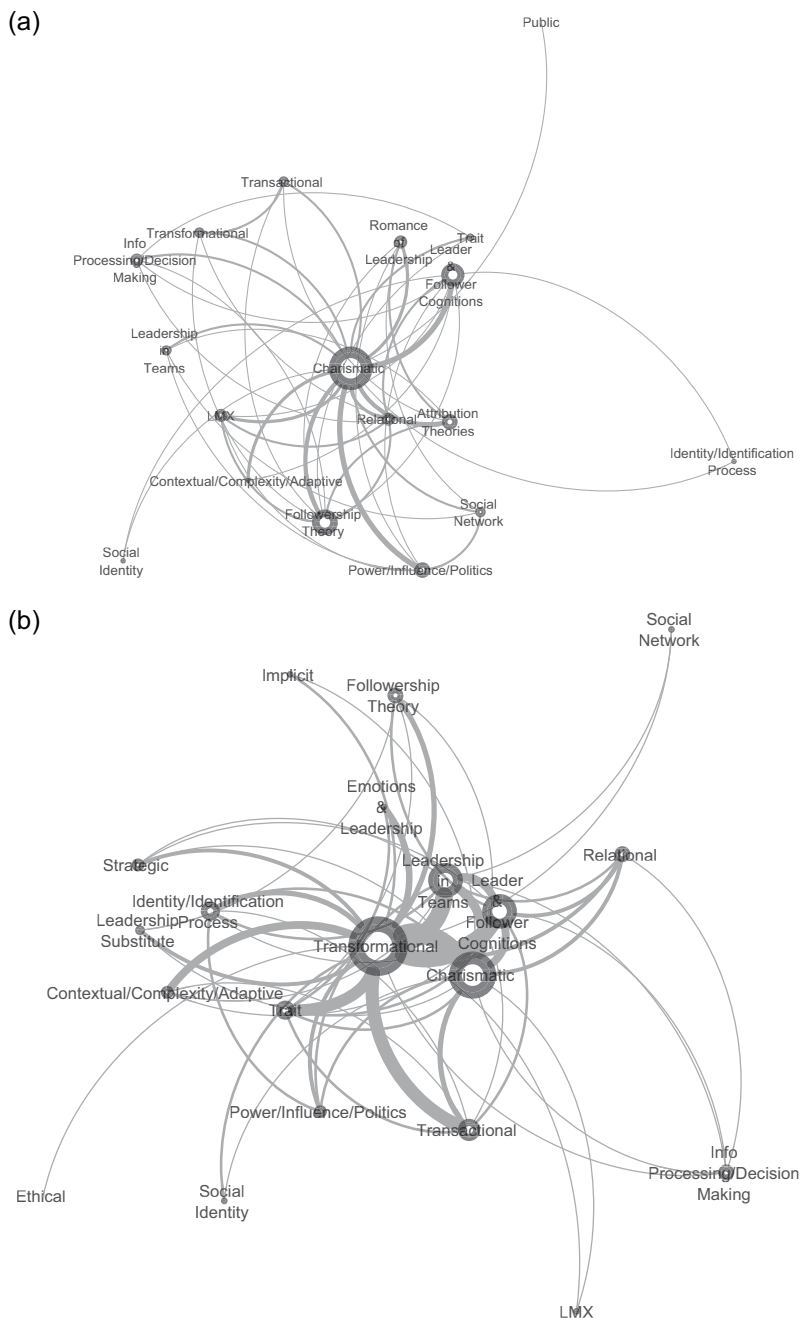 (a)
Public
Transactional
Transformational
Info
Processing/Decision
Making
Romance
of
Leadership
Trait
Leader
&
Follower
Cognitions
Leadership
in
Teams
Charismatic
LMX
Relational
Attribution
Theories
Identity/Identification
Process
Contextual/Complexity/Adaptive
Followership
Theory
Social
Network
Social
Identity
Power/Influence/Politics
(b)
Social
Network
Implicit
Followership
Theory
Emotions
&
Leadership
Strategic
Leadership
in
Teams
Leader
&
Follower
Cognitions
Relational
Identity/Identification
Process
Leadership
Substitute
Transformational
Charismatic
Contextual/Complexity/Adaptive
Trait
Power/Influence/Politics
Transactional
Info
Processing/Decision
Making
Ethical
Social
Identity
LMX